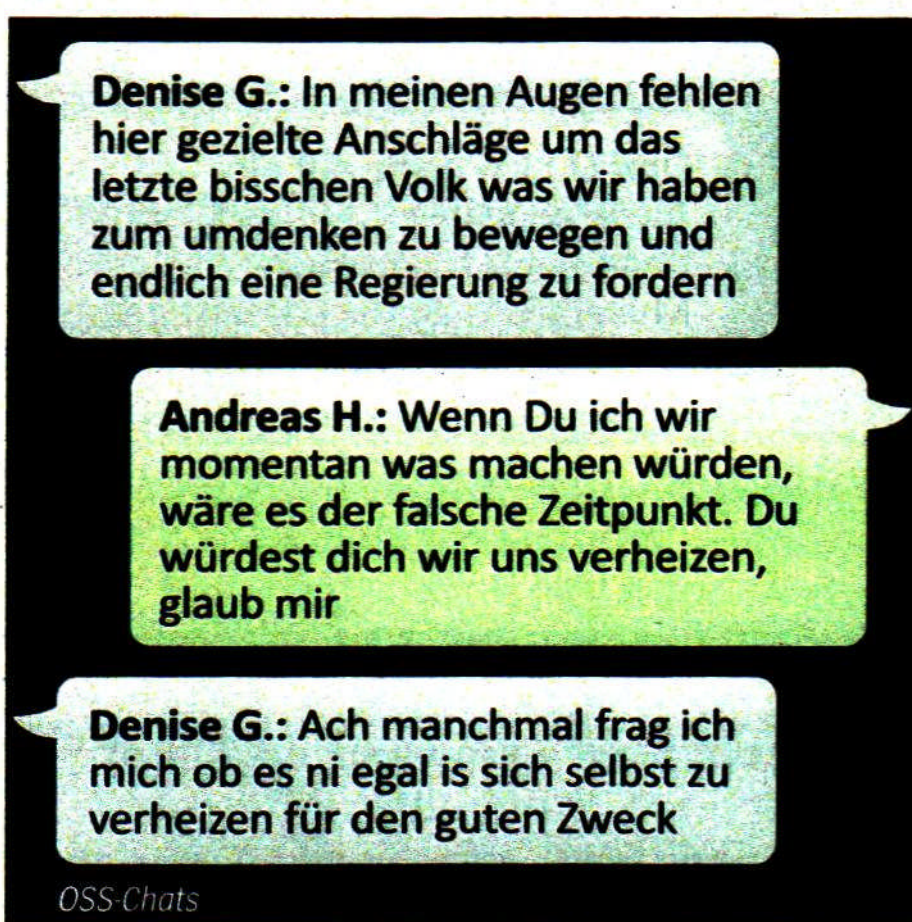 Denise G.: In meinen Augen fehlen
hier gezielte Anschläge um das
letzte bisschen Volk was wir haben
zum umdenken zu bewegen und
endlich eine Regierung zu fordern
Andreas H.: Wenn Du ich wir
momentan was machen würden,
wäre es der falsche Zeitpunkt. Du
würdest dich wir uns verheizen,
glaub mir
Denise G.: Ach manchmal frag ich
mich ob es ni egal is sich selbst zu
verheizen für den guten Zweck
OSS-Chats